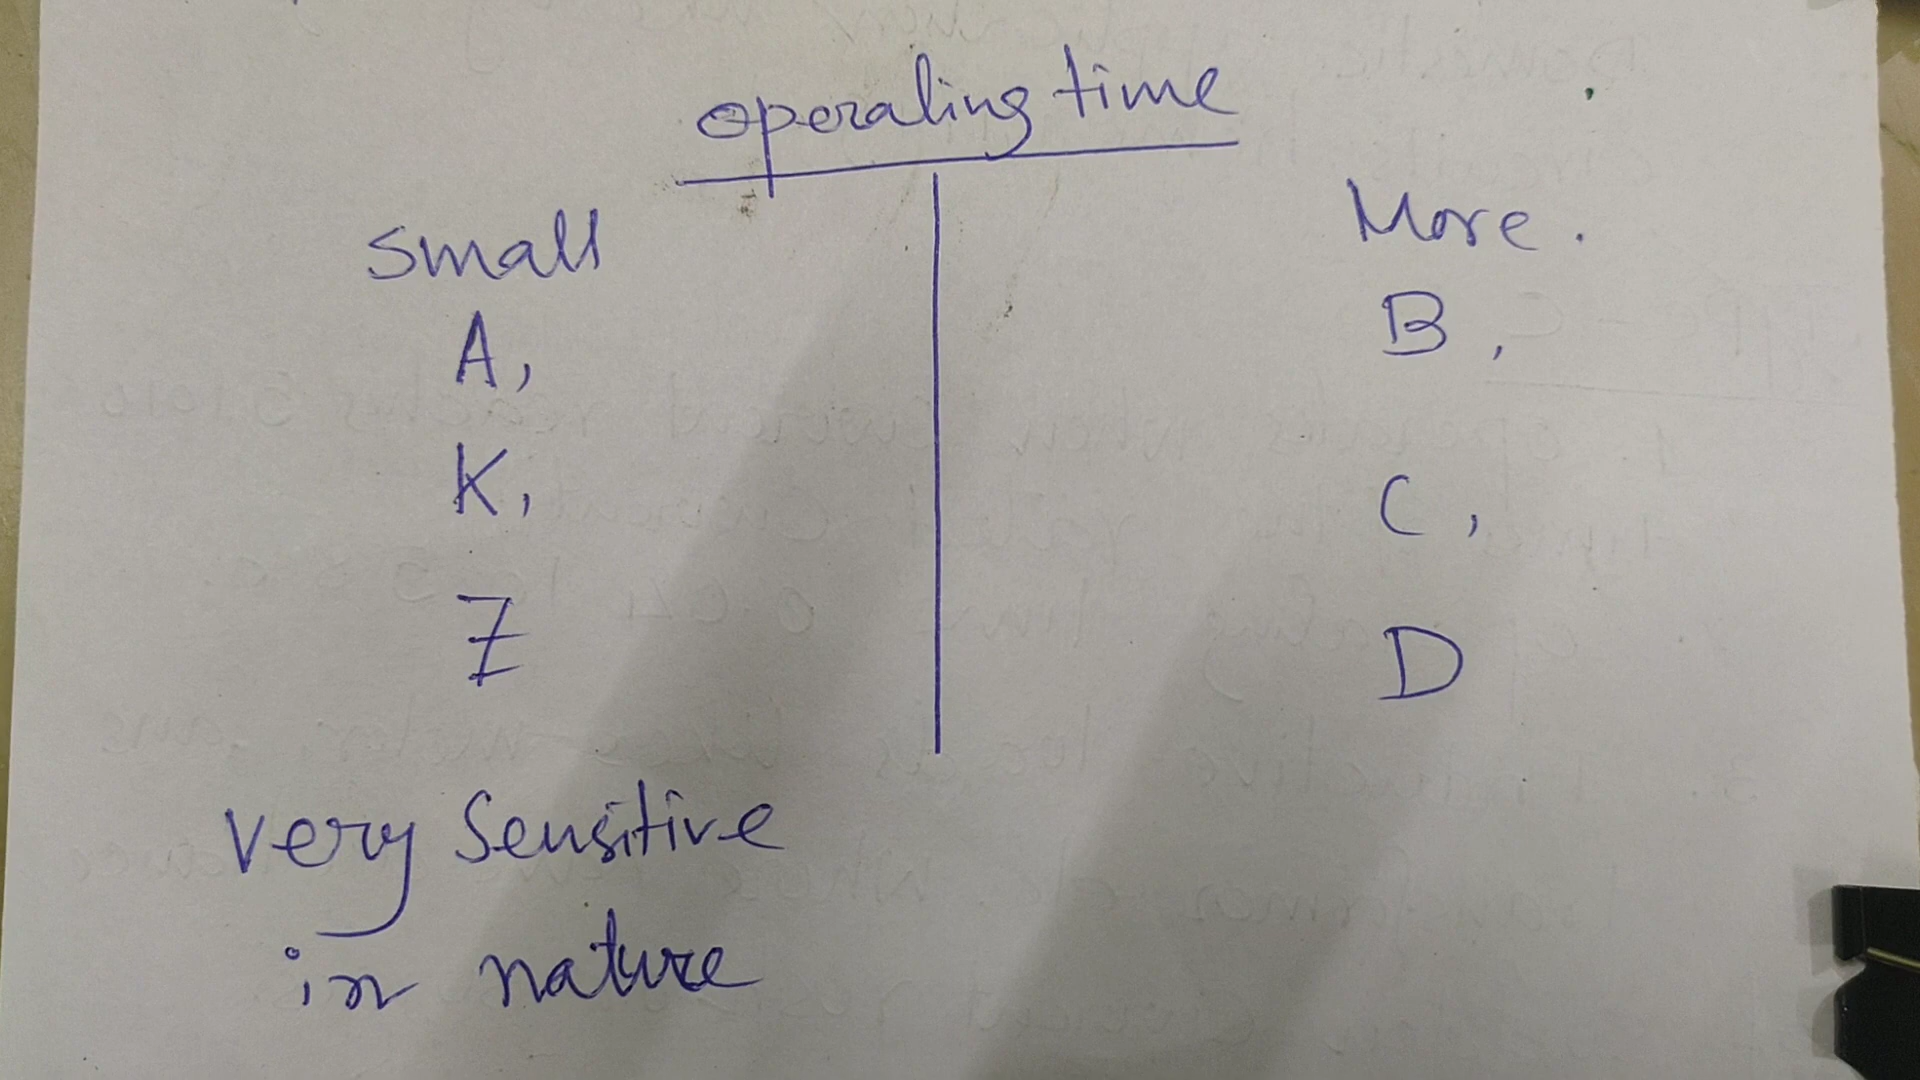 operating time
Small
More.
A,
B,
K,
C,
Z
D
very Sensitive
in nature